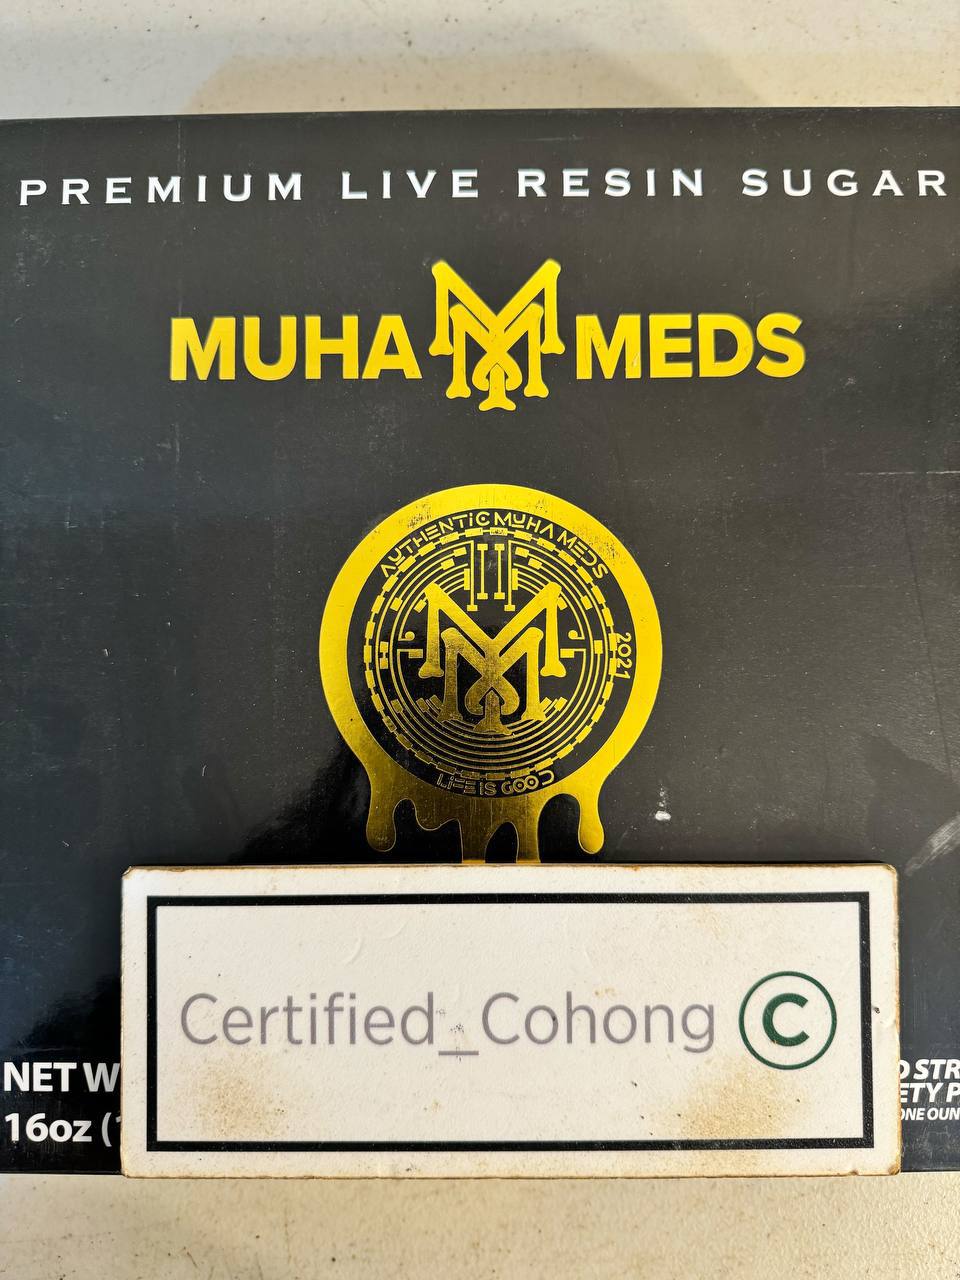 PREMIUM LIVE RESIN SUGAR
MUHA MEDS
AUTHENTIC MUHA MEDS
2021
LIFE IS GOOD
NET W
16oz (
Certified_Cohong C
STR
ETY P
ONE OUN